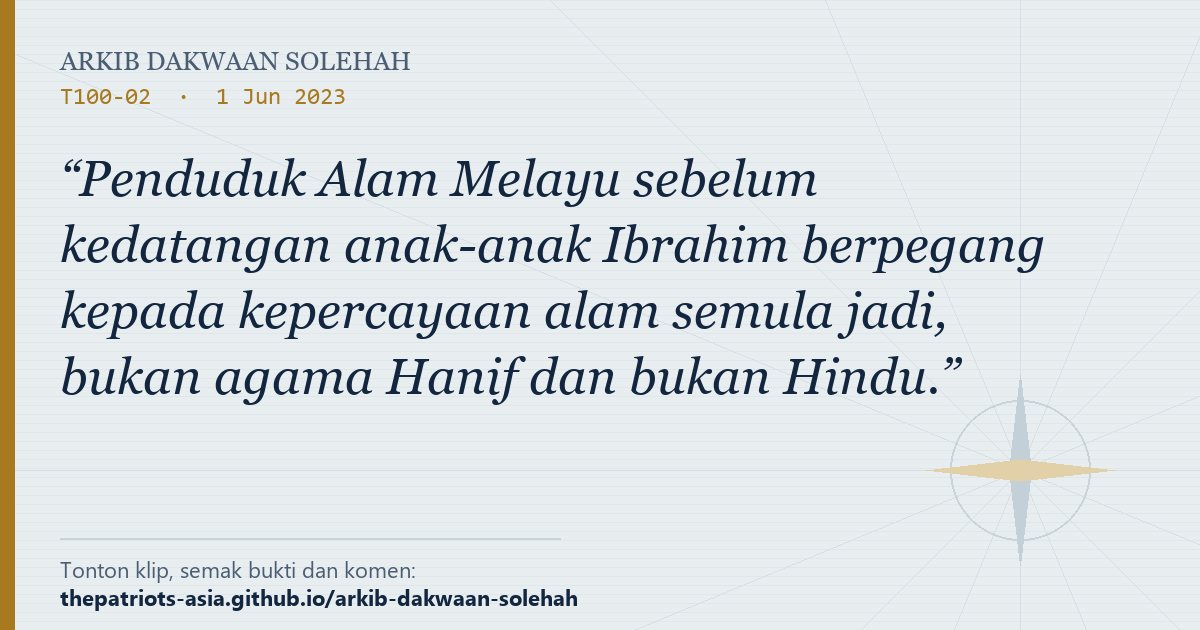 ARKIB DAKWAAN SOLEHAH
T100-02 · 1 Jun 2023
“Penduduk Alam Melayu sebelum
kedatangan anak-anak Ibrahim berpegang
kepada kepercayaan alam semula jadi,
bukan agama Hanif dan bukan Hindu.”
Tonton klip, semak bukti dan komen:
thepatriots-asia.github.io/arkib-dakwaan-solehah